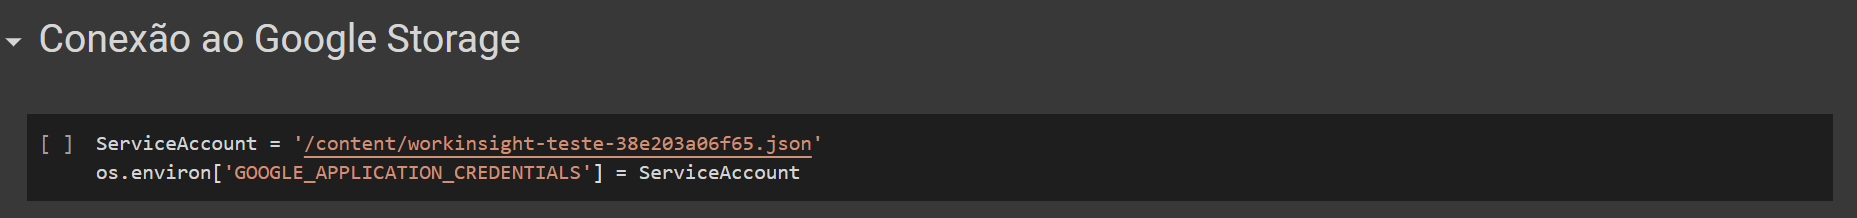 Conexão ao Google Storage
[ ] ServiceAccount = '/content/workinsight-teste-38e203a06f65.json'
os.environ['GOOGLE_APPLICATION_CREDENTIALS'] = ServiceAccount